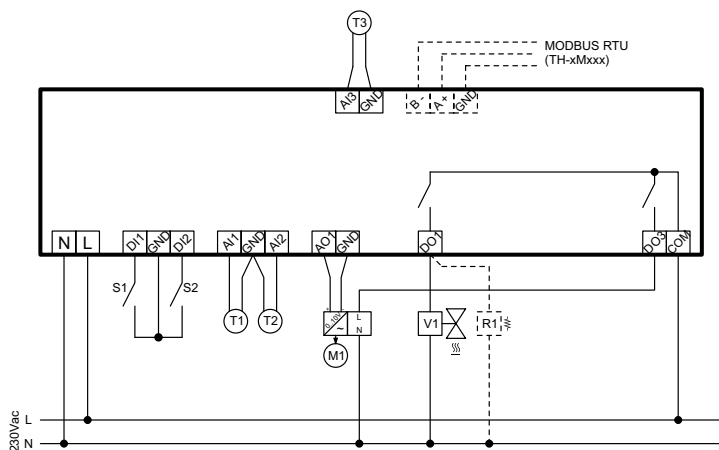 T3
MODBUS RTU
(TH-xMxxx)
AI3 GND B - A + GND
N L DI1 GND DI2 AI1 GND AI2 AO1 GND DO1 DO3 COM
S1 S2
T1 T2
+ -
0..10V
~
L
N
M1
V1
R1
230Vac
L
N